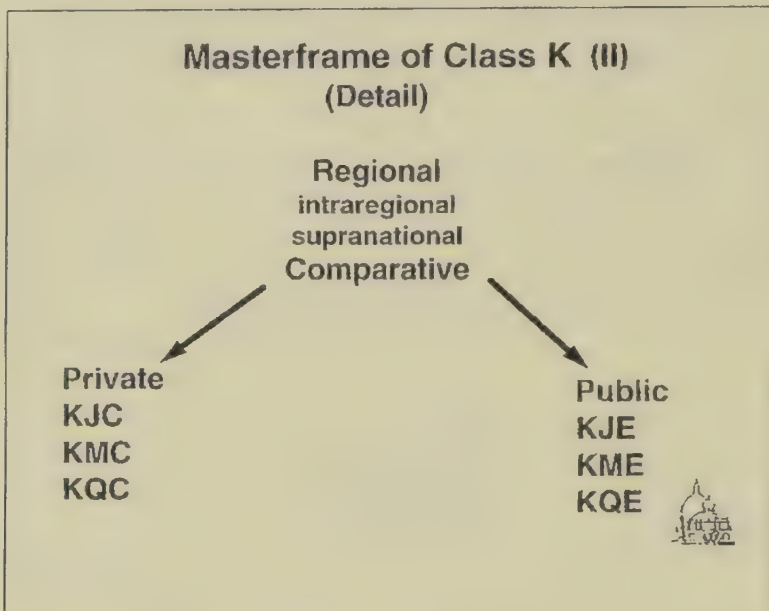 Masterframe of Class K (II)
(Detail)
Regional
intraregional
supranational
Comparative
Private
KJC
KMC
KQC
Public
KJE
KME
KQE